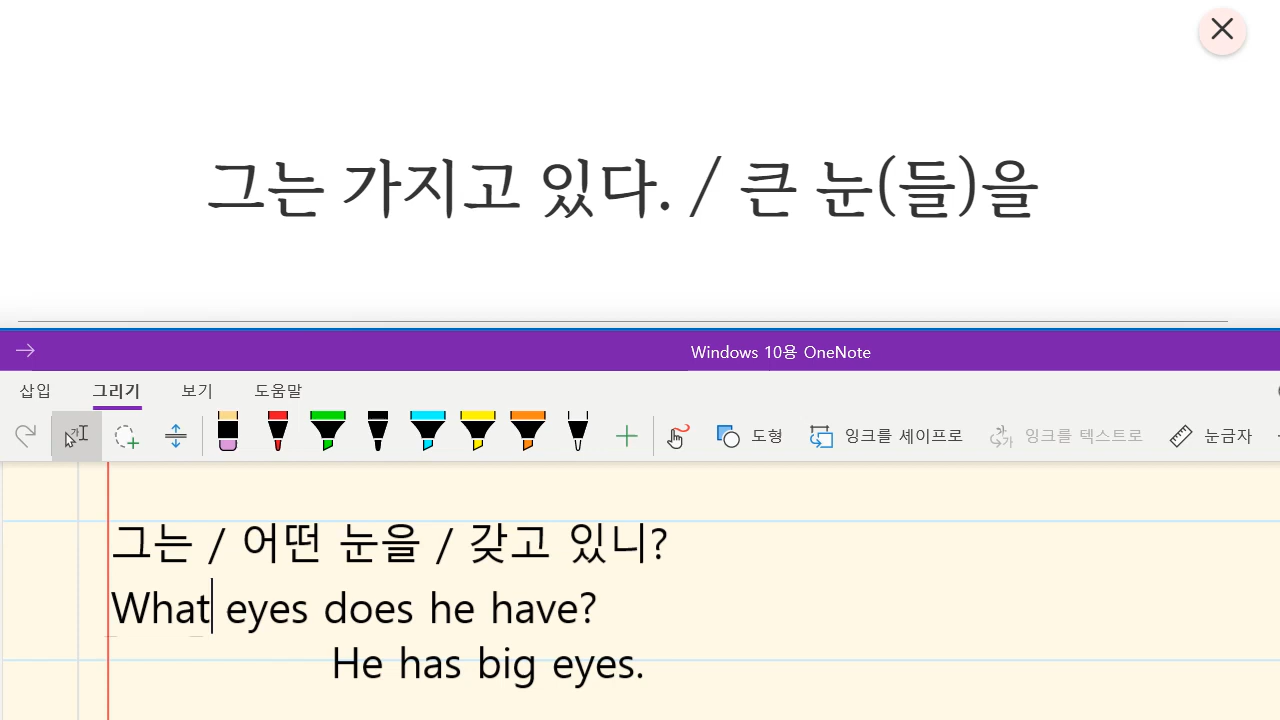 그는 가지고 있다. / 큰 눈(들)을
Windows 10용 OneNote
삽입 그리기 보기 도움말
도형 잉크를 셰이프로 잉크를 텍스트로 눈금자
그는 / 어떤 눈을 / 갖고 있니?
What eyes does he have?
He has big eyes.